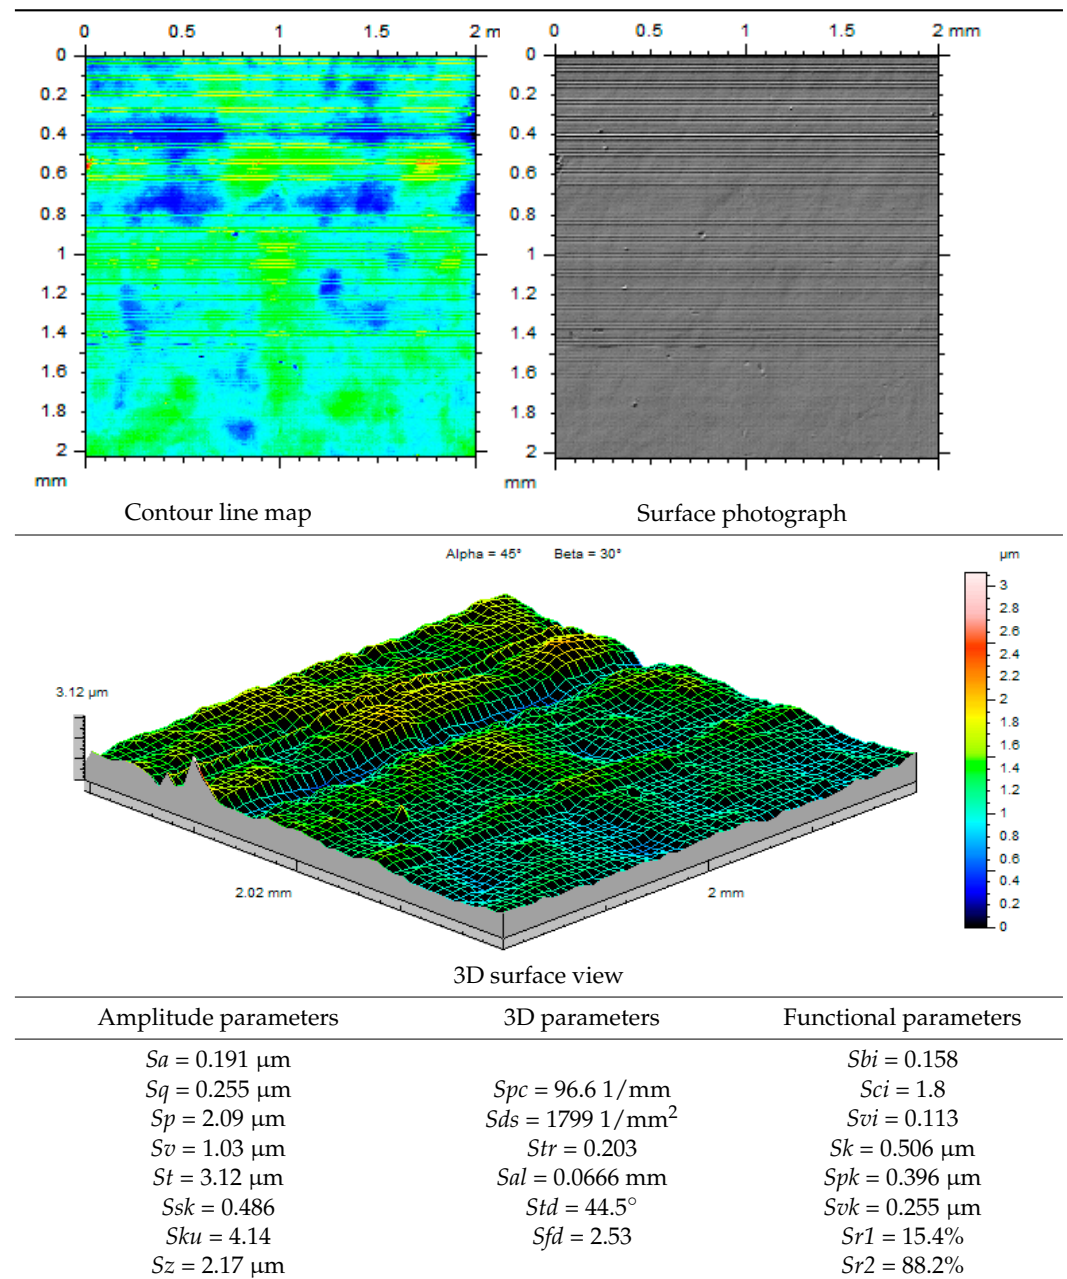 0 0.5 1 1.5 2 m
0
0.2
0.4
0.6
0.8
1
1.2
1.4
1.6
1.8
2
mm
0 0.5 1 1.5 2 mm
0
0.2
0.4
0.6
0.8
1
1.2
1.4
1.6
1.8
2
mm
Contour line map
Surface photograph
Alpha = 45° Beta = 30°
µm
3
2.8
2.6
2.4
2.2
2
1.8
1.6
1.4
1.2
1
0.8
0.6
0.4
0.2
0
3.12 µm
2.02 mm
2 mm
3D surface view
Amplitude parameters 3D parameters Functional parameters
Sa = 0.191 µm
Sq = 0.255 µm
Sp = 2.09 µm
Sv = 1.03 µm
St = 3.12 µm
Ssk = 0.486
Sku = 4.14
Sz = 2.17 µm
Spc = 96.6 1/mm
Sds = 1799 1/mm²
Str = 0.203
Sal = 0.0666 mm
Std = 44.5°
Sfd = 2.53
Sbi = 0.158
Sci = 1.8
Svi = 0.113
Sk = 0.506 µm
Spk = 0.396 µm
Svk = 0.255 µm
Sr1 = 15.4%
Sr2 = 88.2%